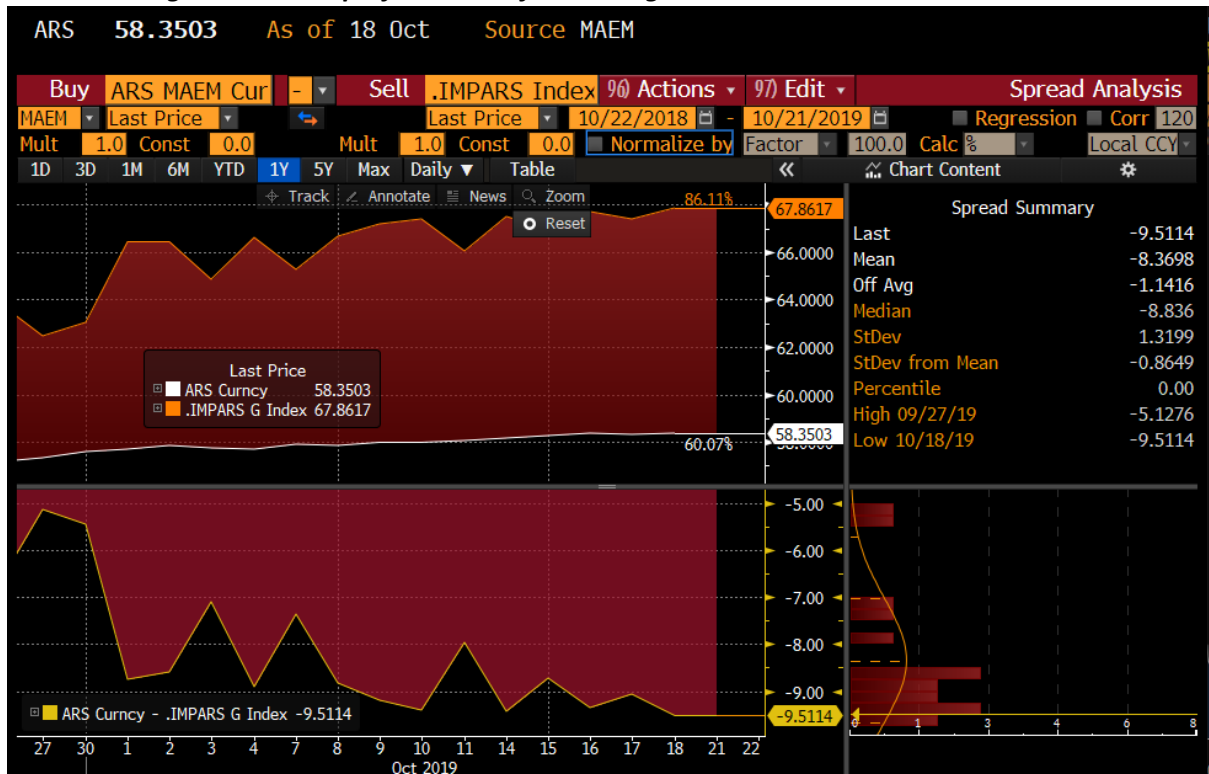 ARS 58.3503 As of 18 Oct Source MAEM
Buy ARS MAEM Cur - Sell .IMPARS Index 96) Actions 97) Edit Spread Analysis
MAEM Last Price Last Price 10/22/2018 - 10/21/2019 Regression Corr 120
Mult 1.0 Const 0.0 Mult 1.0 Const 0.0 Normalize by Factor 100.0 Calc % Local CCY
1D 3D 1M 6M YTD 1Y 5Y Max Daily ▼ Table « Chart Content
Track Annotate News Zoom
Reset
86.11%
67.8617
66.0000
64.0000
62.0000
60.0000
58.3503
60.07%
Last Price
ARS Curncy 58.3503
.IMPARS G Index 67.8617
Spread Summary
Last -9.5114
Mean -8.3698
Off Avg -1.1416
Median -8.836
StDev 1.3199
StDev from Mean -0.8649
Percentile 0.00
High 09/27/19 -5.1276
Low 10/18/19 -9.5114
-5.00
-6.00
-7.00
-8.00
-9.00
-9.5114
ARS Curncy - .IMPARS G Index -9.5114
0 1 3 4 6 8
27 30 1 2 3 4 7 8 9 10 11 14 15 16 17 18 21 22
Oct 2019